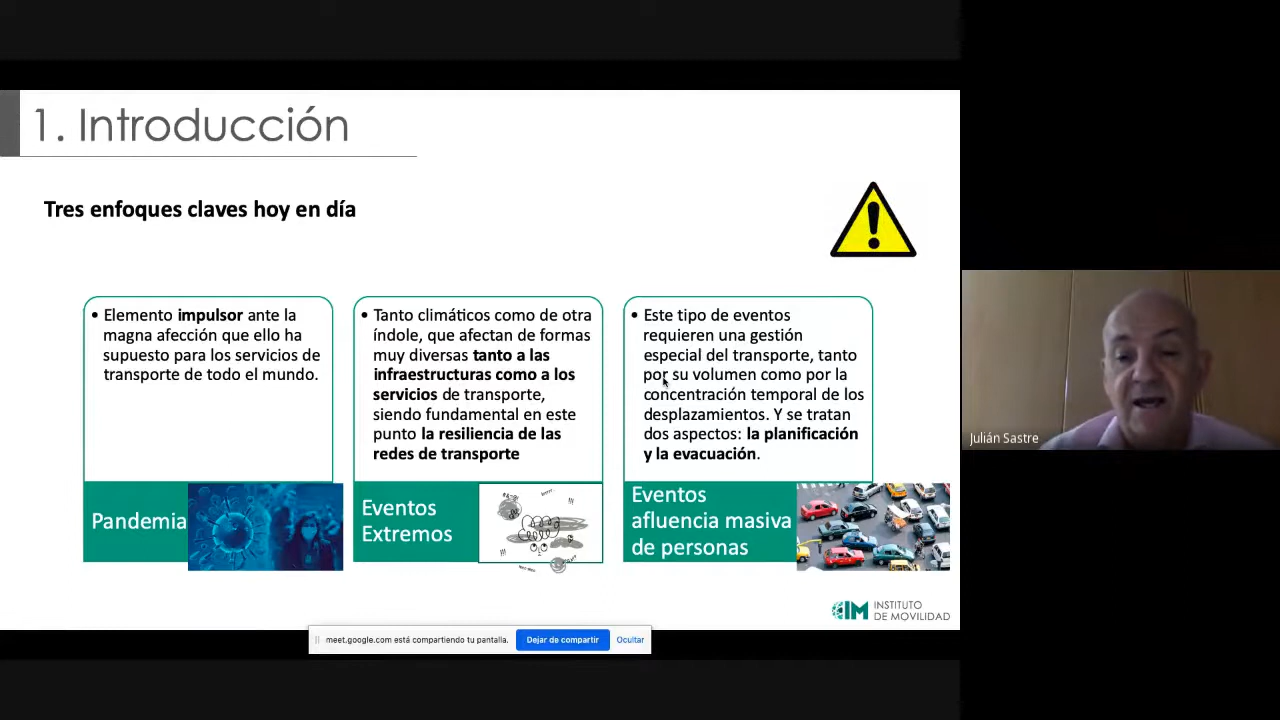 1. Introducción
Tres enfoques claves hoy en día
• Elemento impulsor ante la
magna afección que ello ha
supuesto para los servicios de
transporte de todo el mundo.
Pandemia
• Tanto climáticos como de otra
índole, que afectan de formas
muy diversas tanto a las
infraestructuras como a los
servicios de transporte,
siendo fundamental en este
punto la resiliencia de las
redes de transporte
Eventos
Extremos
!!!
!!!
• Este tipo de eventos
requieren una gestión
especial del transporte, tanto
por su volumen como por la
concentración temporal de los
desplazamientos. Y se tratan
dos aspectos: la planificación
y la evacuación.
Eventos
afluencia masiva
de personas
IM INSTITUTO
DE MOVILIDAD
meet.google.com está compartiendo tu pantalla.
Dejar de compartir
Ocultar
Julián Sastre